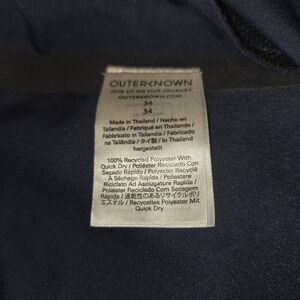 OUTERKNOWN
JOIN US ON OUR JOURNEY
OUTERKNOWN.COM
34
34
Made in Thailand / Hecho en
Tailandia / Fabriqué en Thaïlande /
Fabbricato in Tailandia / Fabricado
na Tailândia / タイ製 / In Thailand
hergestellt
100% Recycled Polyester With
Quick Dry / Poliéster Reciclado Con
Secado Rápido / Polyester Recyclé
À Séchage Rapide / Poliestere
Riciclato Ad Asciugatura Rapida /
Poliéster Reciclado Com Secagem
Rápida / 速乾性のあるリサイクルポリ
エステル / Recyceltes Polyester Mit
Quick Dry